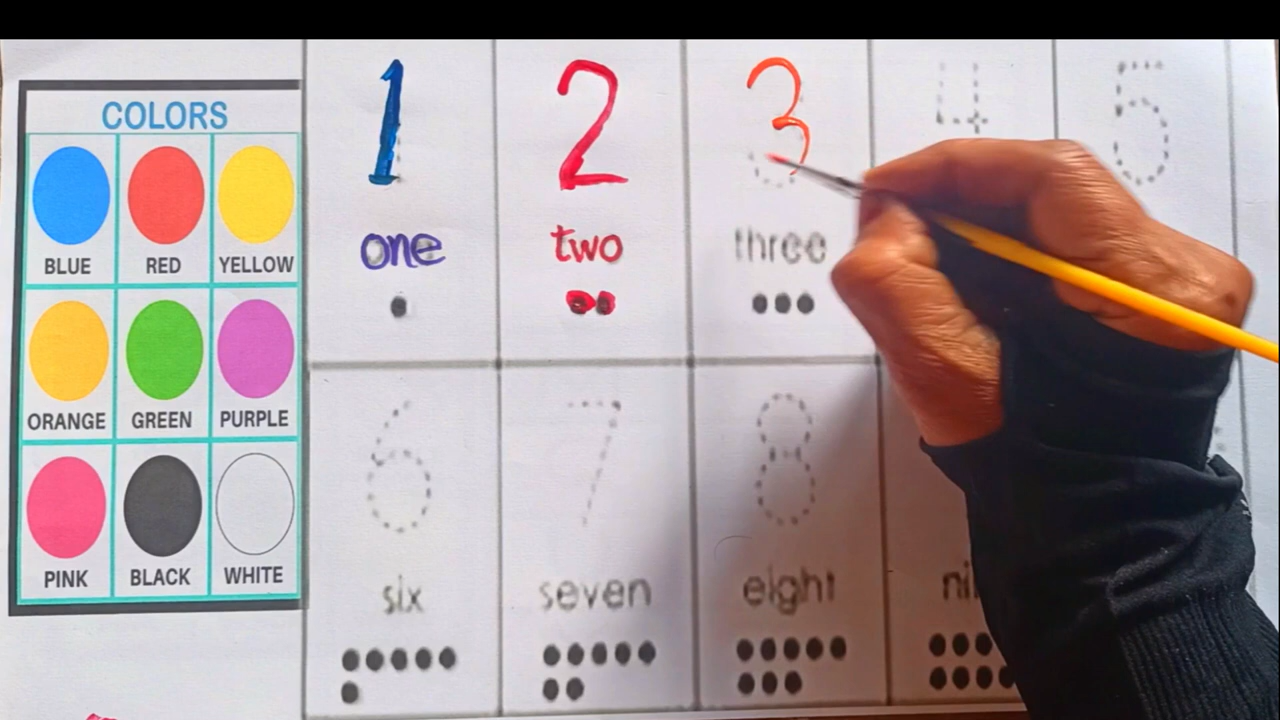 COLORS
BLUE RED YELLOW
ORANGE GREEN PURPLE
PINK BLACK WHITE
1 2 3 4 5
one two three
6 7 8
six seven eight